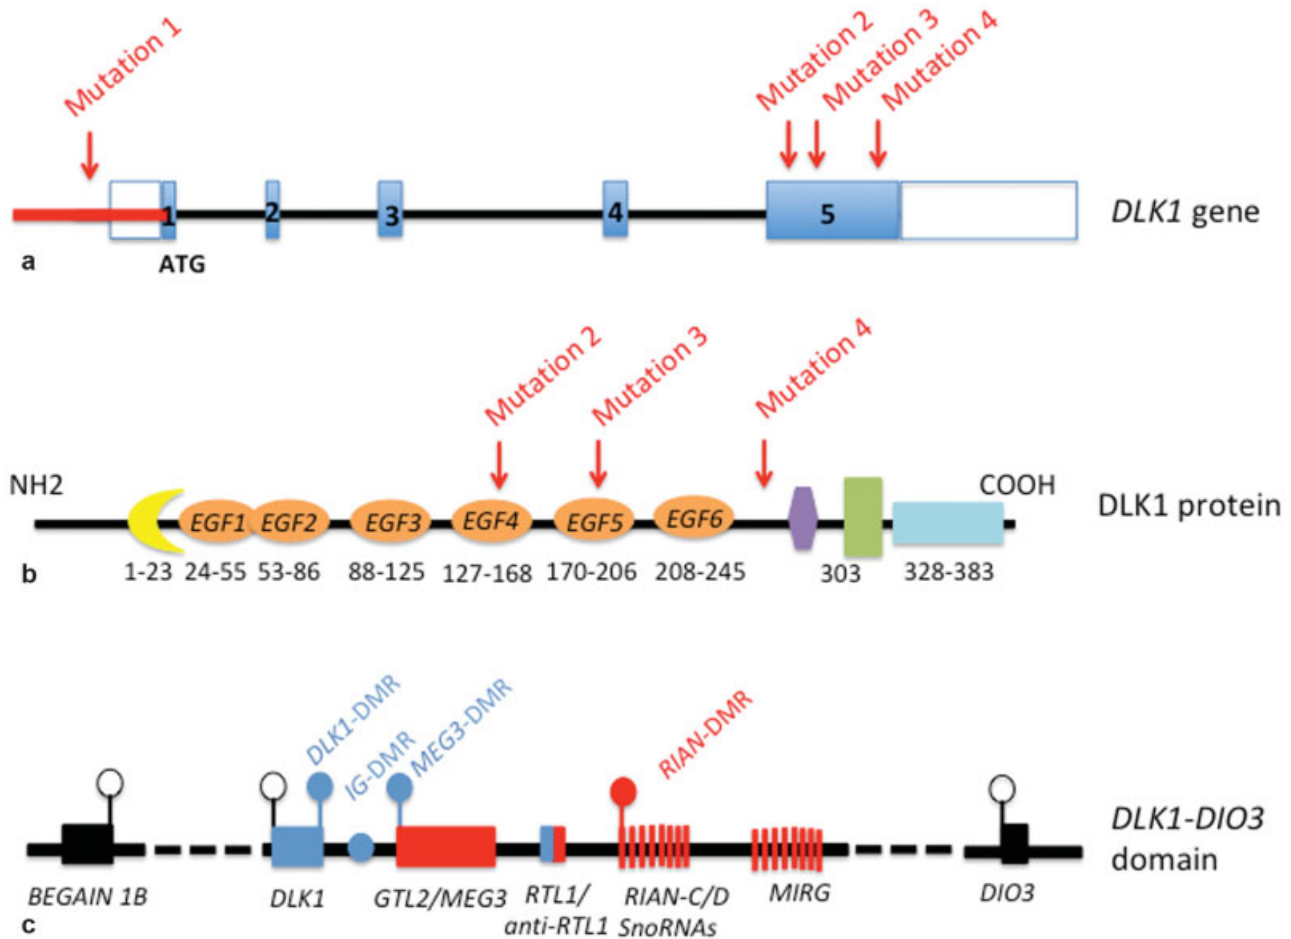 Mutation 1
Mutation 2
Mutation 3
Mutation 4
1
2
3
4
5
DLK1 gene
a
ATG
Mutation 2
Mutation 3
Mutation 4
NH2
COOH
EGF1
EGF2
EGF3
EGF4
EGF5
EGF6
DLK1 protein
b
1-23
24-55
53-86
88-125
127-168
170-206
208-245
303
328-383
DLK1-DMR
IG-DMR
MEG3-DMR
RIAN-DMR
DLK1-DIO3
domain
BEGAIN 1B
DLK1
GTL2/MEG3
RTL1/
anti-RTL1
RIAN-C/D
SnoRNAs
MIRG
DIO3
c